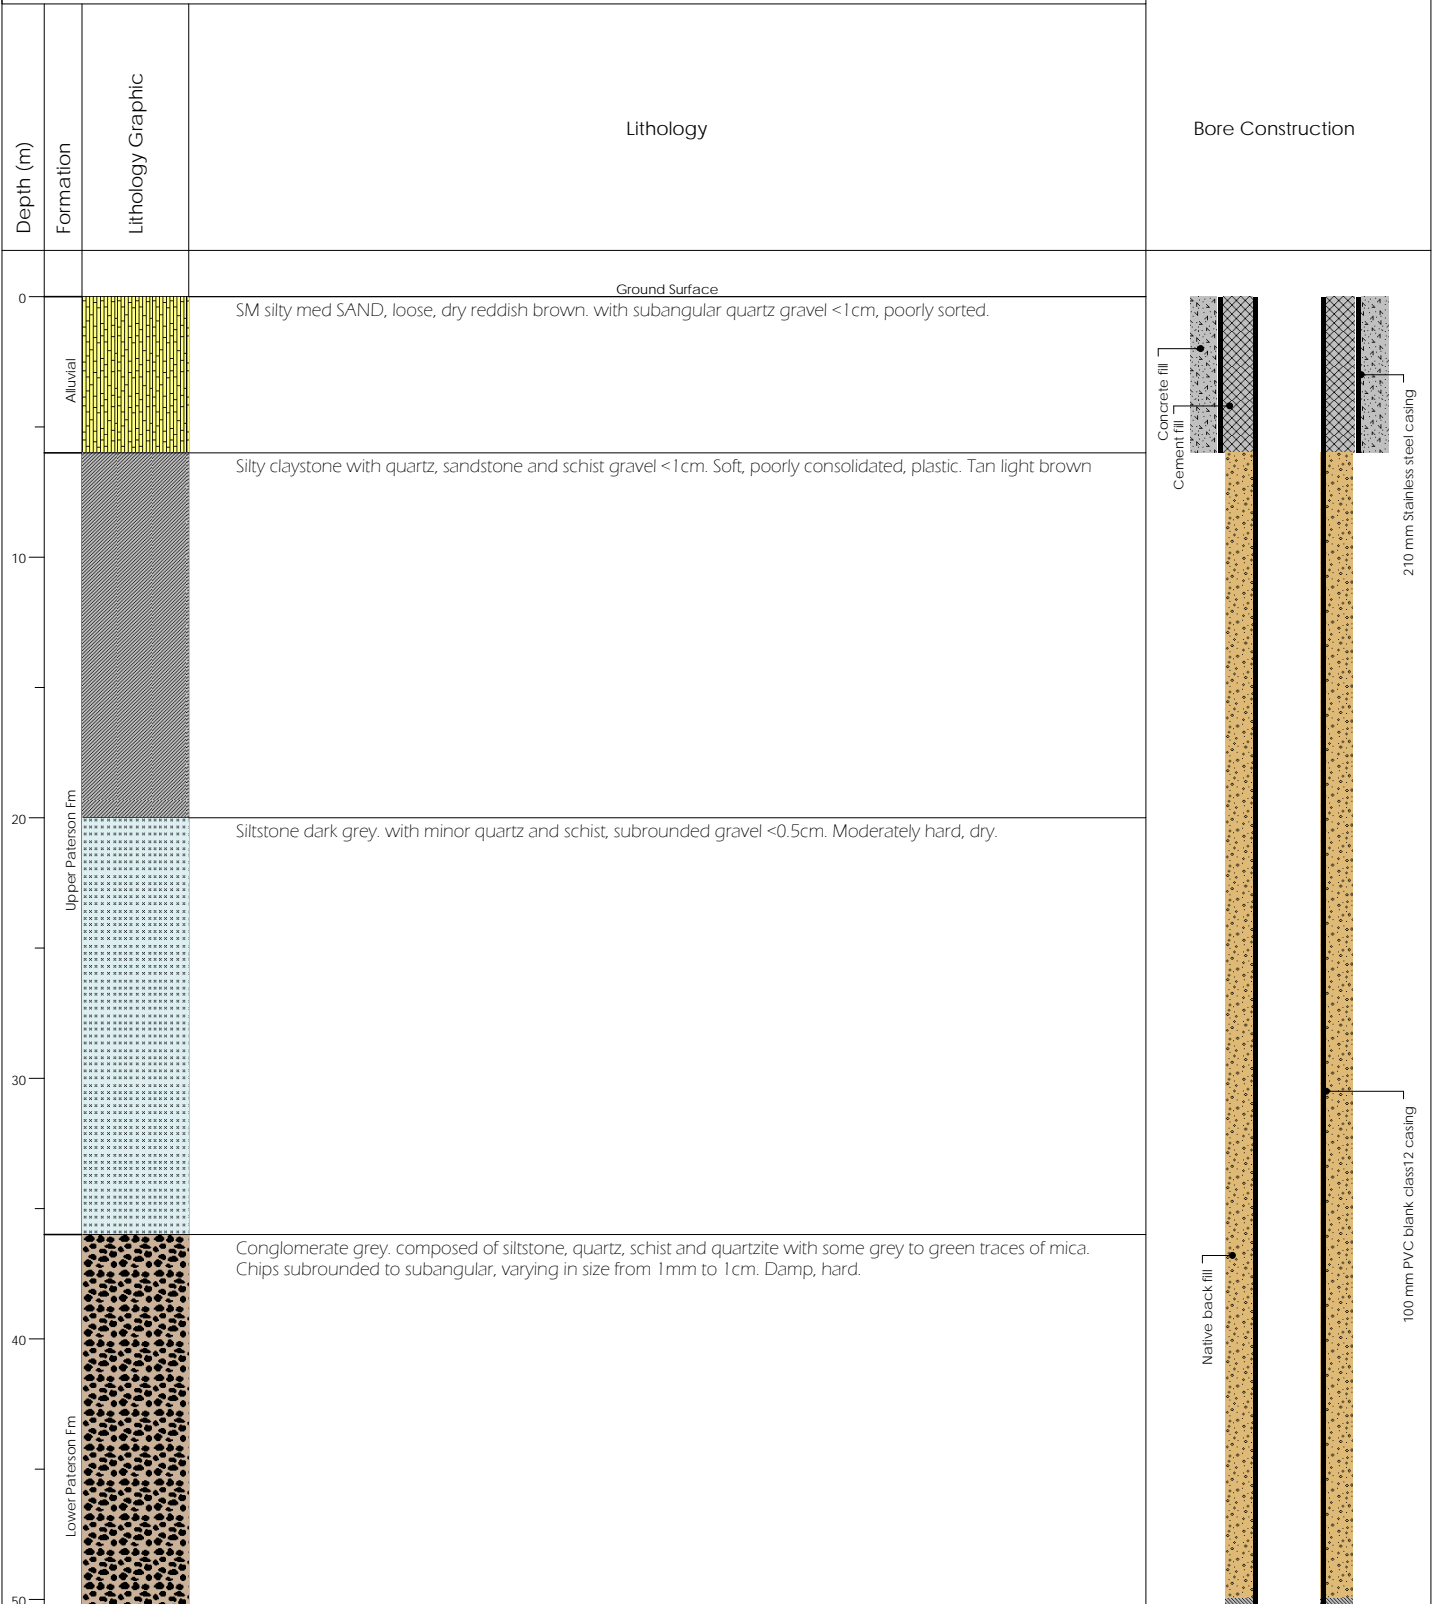 Depth (m)
Formation
Lithology Graphic
Lithology
Bore Construction
Ground Surface
0
Alluvial
SM silty med SAND, loose, dry reddish brown. with subangular quartz gravel <1cm, poorly sorted.
Concrete fill
Cement fill
210 mm Stainless steel casing
Silty claystone with quartz, sandstone and schist gravel <1cm. Soft, poorly consolidated, plastic. Tan light brown
10
Upper Paterson Fm
20
Siltstone dark grey. with minor quartz and schist, subrounded gravel <0.5cm. Moderately hard, dry.
30
100 mm PVC blank class12 casing
Conglomerate grey. composed of siltstone, quartz, schist and quartzite with some grey to green traces of mica.
Chips subrounded to subangular, varying in size from 1mm to 1cm. Damp, hard.
Native back fill
40
Lower Paterson Fm
50